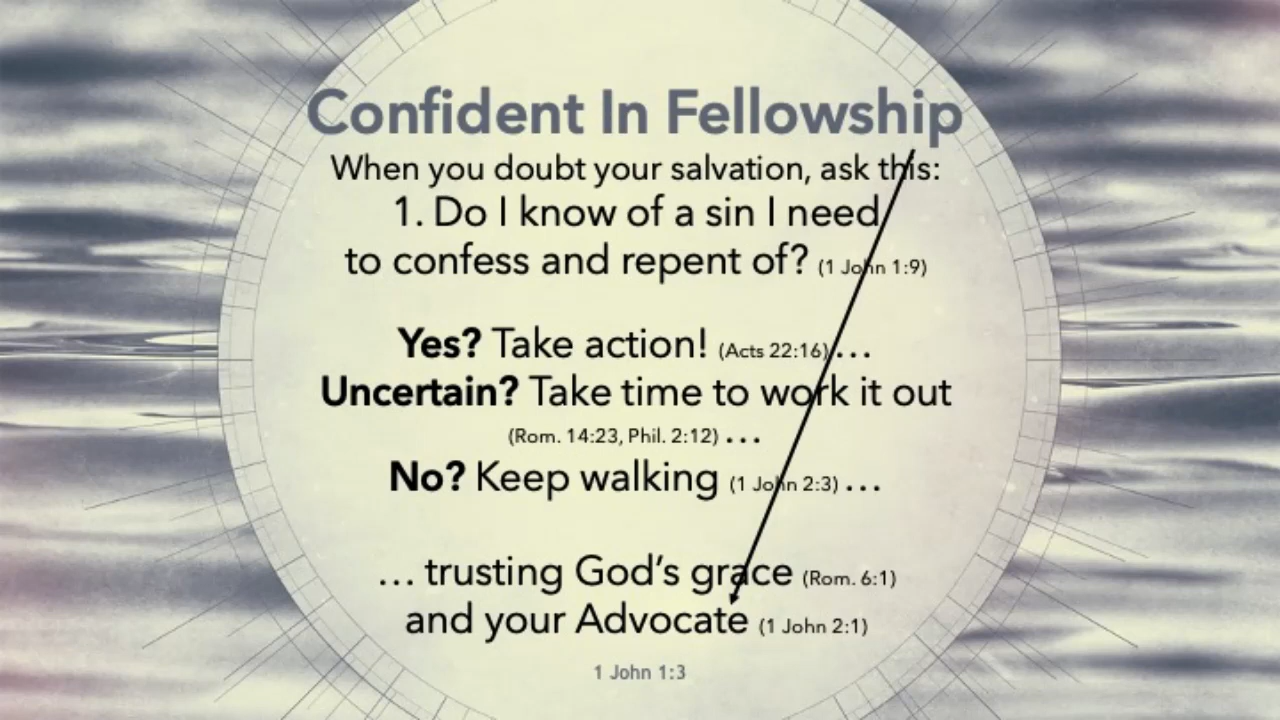 Confident In Fellowship
When you doubt your salvation, ask this:
1. Do I know of a sin I need
to confess and repent of? (1 John 1:9)
Yes? Take action! (Acts 22:16) ...
Uncertain? Take time to work it out
(Rom. 14:23, Phil. 2:12) ...
No? Keep walking (1 John 2:3) ...
... trusting God’s grace (Rom. 6:1)
and your Advocate (1 John 2:1)
1 John 1:3